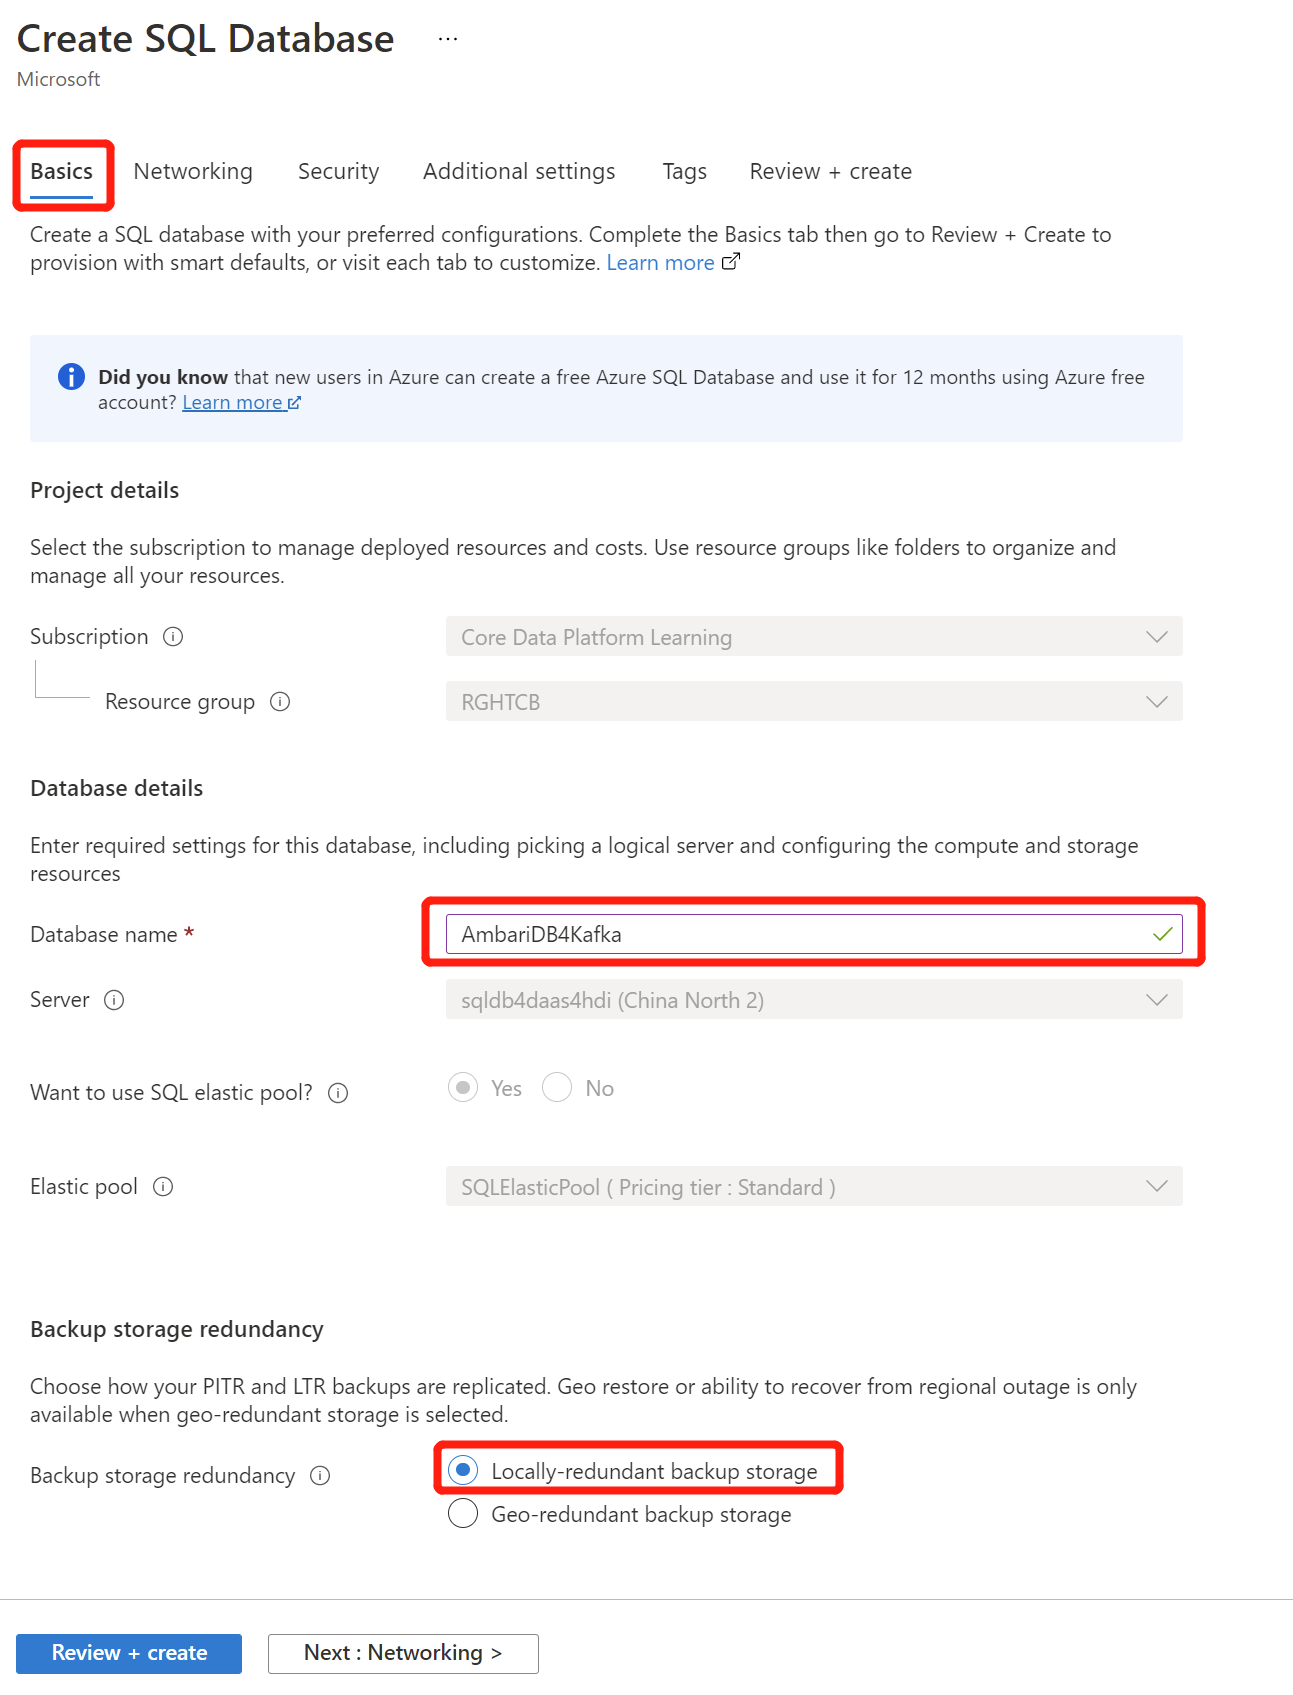 Create SQL Database ...
Microsoft
Basics Networking Security Additional settings Tags Review + create
Create a SQL database with your preferred configurations. Complete the Basics tab then go to Review + Create to
provision with smart defaults, or visit each tab to customize. Learn more
Did you know that new users in Azure can create a free Azure SQL Database and use it for 12 months using Azure free
account? Learn more
Project details
Select the subscription to manage deployed resources and costs. Use resource groups like folders to organize and
manage all your resources.
Subscription Core Data Platform Learning
Resource group RGHTCB
Database details
Enter required settings for this database, including picking a logical server and configuring the compute and storage
resources
Database name * AmbariDB4Kafka
Server sqldb4daas4hdi (China North 2)
Want to use SQL elastic pool? Yes No
Elastic pool SQLElasticPool ( Pricing tier : Standard )
Backup storage redundancy
Choose how your PITR and LTR backups are replicated. Geo restore or ability to recover from regional outage is only
available when geo-redundant storage is selected.
Backup storage redundancy Locally-redundant backup storage
Geo-redundant backup storage
Review + create Next : Networking >